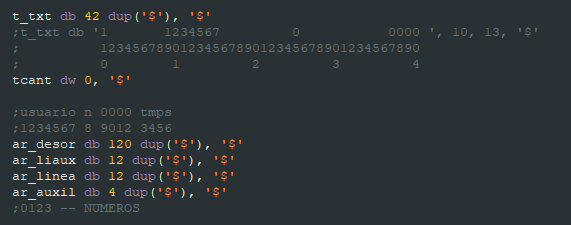 t_txt db 42 dup('$'), '$'
;t_txt db '1       1234567          0            0000 ', 10, 13, '$'
;          1234567890123456789012345678901234567890
;          0         1         2         3         4
tcant dw 0, '$'
;usuario n 0000 tmps
;1234567 8 9012 3456
ar_desor db 120 dup('$'), '$'
ar_liaux db 12 dup('$'), '$'
ar_linea db 12 dup('$'), '$'
ar_auxil db 4 dup('$'), '$'
;0123 -- NUMEROS